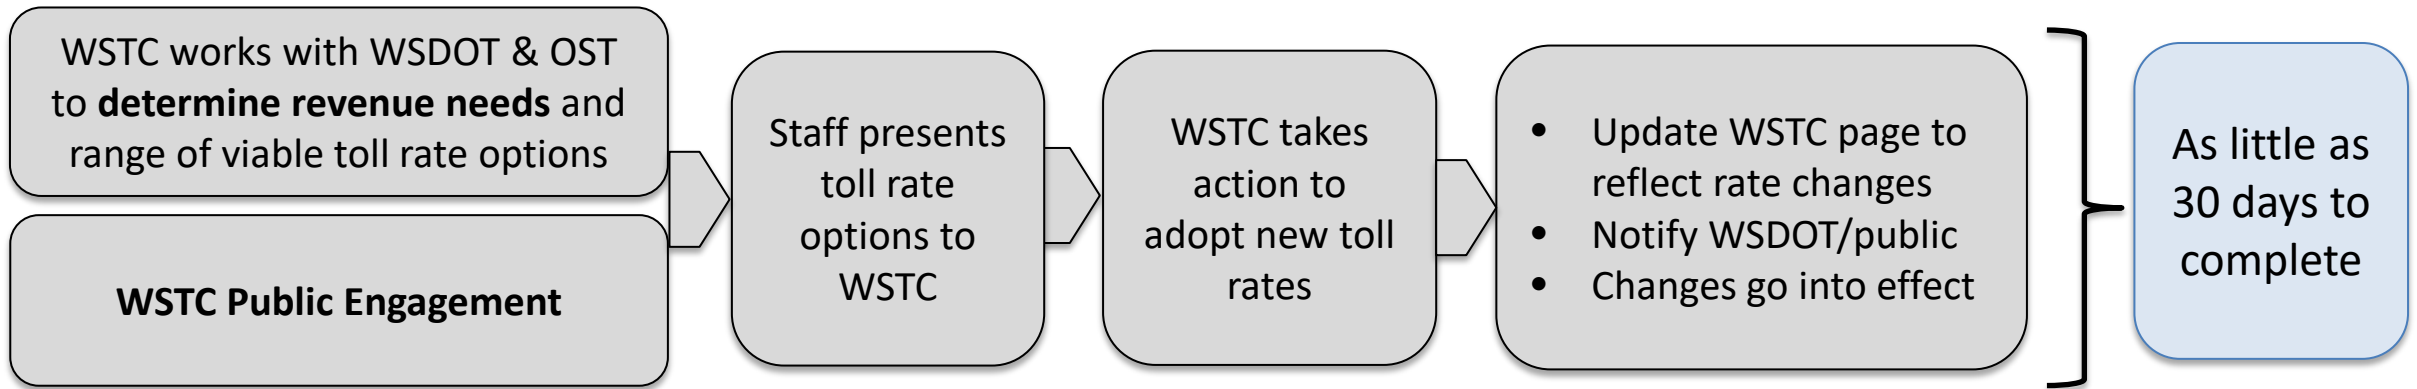 WSTC works with WSDOT & OST
to determine revenue needs and
range of viable toll rate options
WSTC Public Engagement
Staff presents
toll rate
options to
WSTC
WSTC takes
action to
adopt new toll
rates
• Update WSTC page to
reflect rate changes
• Notify WSDOT/public
• Changes go into effect
As little as
30 days to
complete